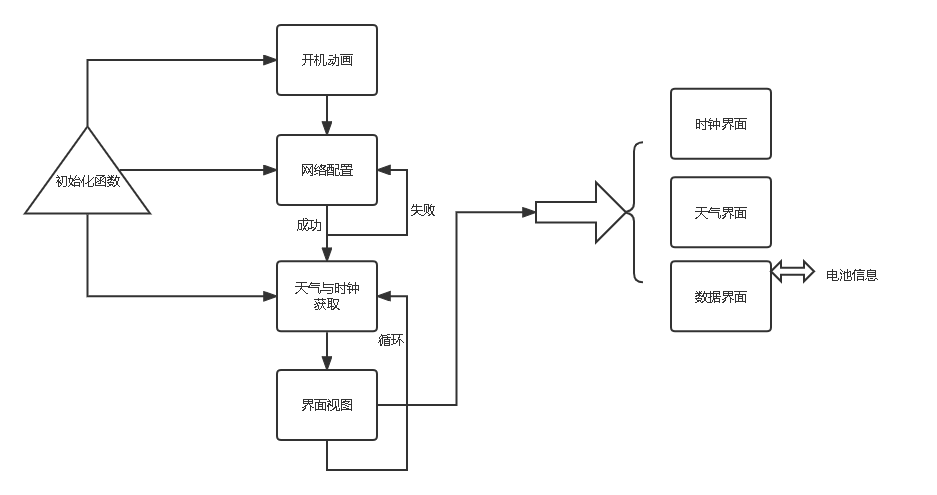 开机动画
初始化函数
网络配置
成功
失败
天气与时钟
获取
循环
界面视图
时钟界面
天气界面
数据界面
电池信息